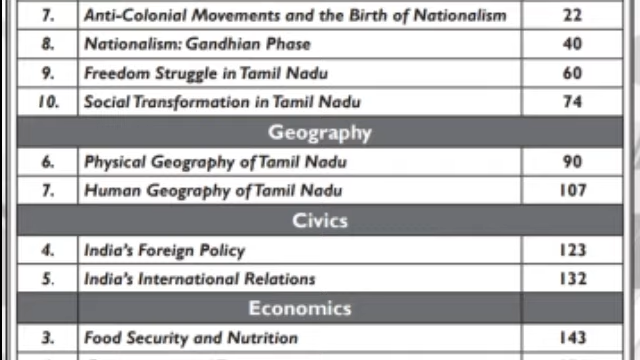 7. Anti-Colonial Movements and the Birth of Nationalism 22
8. Nationalism: Gandhian Phase 40
9. Freedom Struggle in Tamil Nadu 60
10. Social Transformation in Tamil Nadu 74
Geography
6. Physical Geography of Tamil Nadu 90
7. Human Geography of Tamil Nadu 107
Civics
4. India's Foreign Policy 123
5. India's International Relations 132
Economics
3. Food Security and Nutrition 143